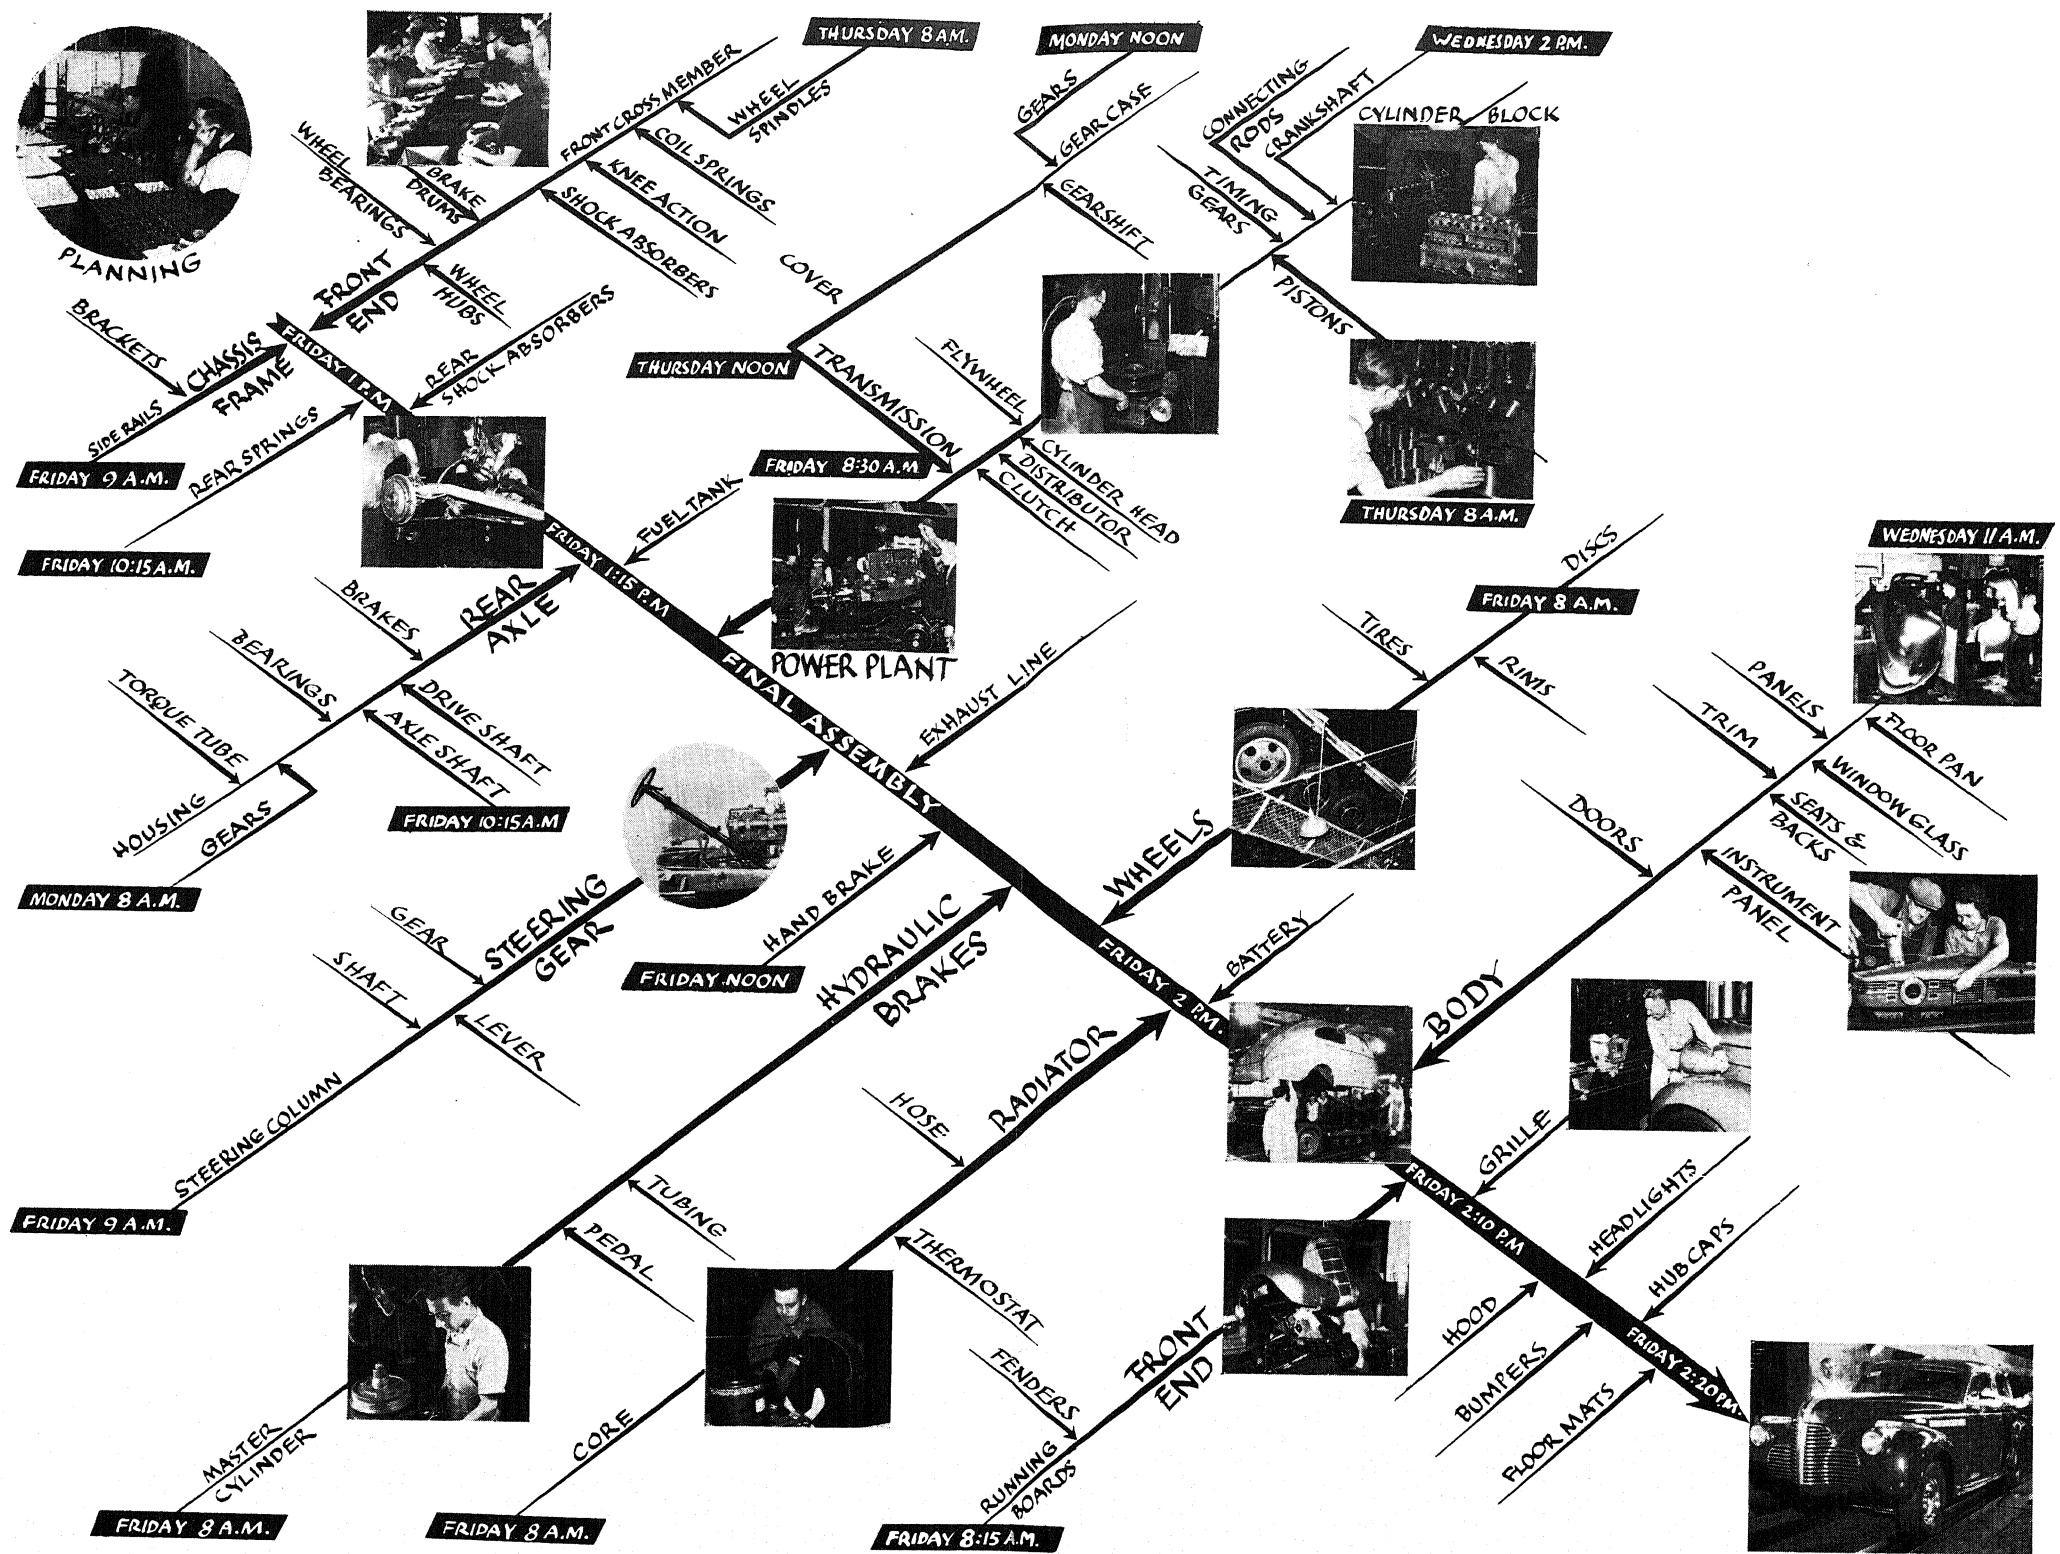 PLANNING
THURSDAY 8 A.M.
MONDAY NOON
WEDNESDAY 2 P.M.
FRONT CROSS MEMBER
WHEEL
SPINDLES
COIL SPRINGS
KNEE ACTION
SHOCK ABSORBERS
BRAKE
DRUMS
WHEEL
BEARINGS
WHEEL
HUBS
FRONT
END
GEARS
GEAR CASE
GEARSHIFT
COVER
CONNECTING
RODS
CRANKSHAFT
CYLINDER BLOCK
TIMING
GEARS
PISTONS
THURSDAY 8 A.M.
BRACKETS
CHASSIS
FRAME
SIDE RAILS
FRIDAY 9 A.M.
FRIDAY 1 P.M
REAR
SHOCK ABSORBERS
REAR SPRINGS
FRIDAY 10:15 A.M.
THURSDAY NOON
TRANSMISSION
FLYWHEEL
CYLINDER HEAD
DISTRIBUTOR
CLUTCH
FRIDAY 8:30 A.M
FUEL TANK
POWER PLANT
FRIDAY 1:15 P.M
FINAL ASSEMBLY
BRAKES
REAR
AXLE
BEARINGS
TORQUE TUBE
DRIVE SHAFT
AXLE SHAFT
FRIDAY 10:15 A.M
HOUSING
GEARS
MONDAY 8 A.M.
EXHAUST LINE
DISCS
FRIDAY 8 A.M.
TIRES
RIMS
WHEELS
WEDNESDAY 11 A.M.
PANELS
TRIM
FLOOR PAN
WINDOW GLASS
SEATS &
BACKS
DOORS
INSTRUMENT
PANEL
BODY
GEAR
SHAFT
STEERING
GEAR
LEVER
STEERING COLUMN
FRIDAY 9 A.M.
HAND BRAKE
FRIDAY NOON
HYDRAULIC
BRAKES
TUBING
PEDAL
MASTER
CYLINDER
FRIDAY 8 A.M.
FRIDAY 2 P.M.
BATTERY
RADIATOR
HOSE
THERMOSTAT
CORE
FRIDAY 8 A.M.
FENDERS
FRONT
END
RUNNING
BOARDS
FRIDAY 8:15 A.M.
GRILLE
FRIDAY 2:10 P.M
HEADLIGHTS
HUB CAPS
HOOD
BUMPERS
FLOOR MATS
FRIDAY 2:20 P.M.